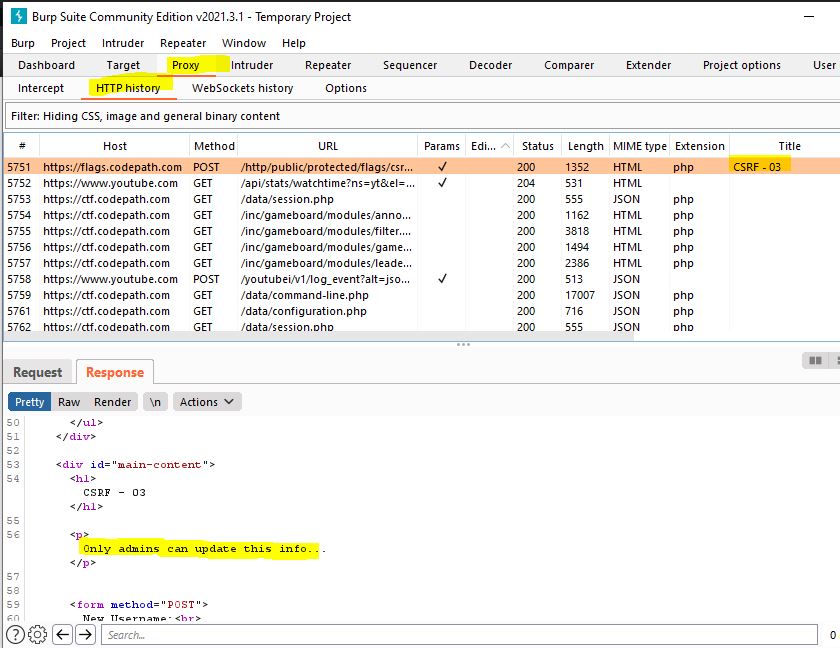 Burp Suite Community Edition v2021.3.1 - Temporary Project
Burp Project Intruder Repeater Window Help
Dashboard Target Proxy Intruder Repeater Sequencer Decoder Comparer Extender Project options User
Intercept HTTP history WebSockets history Options
Filter: Hiding CSS, image and general binary content
# Host Method URL Params Edi... Status Length MIME type Extension Title
5751 https://flags.codepath.com POST /http/public/protected/flags/csr... ✓ 200 1352 HTML php CSRF - 03
5752 https://www.youtube.com GET /api/stats/watchtime?ns=yt&el=... ✓ 204 531 HTML
5753 https://ctf.codepath.com GET /data/session.php 200 555 JSON php
5754 https://ctf.codepath.com GET /inc/gameboard/modules/anno... 200 1162 HTML php
5755 https://ctf.codepath.com GET /inc/gameboard/modules/filter.... 200 3818 HTML php
5756 https://ctf.codepath.com GET /inc/gameboard/modules/game... 200 1494 HTML php
5757 https://ctf.codepath.com GET /inc/gameboard/modules/leade... 200 2386 HTML php
5758 https://www.youtube.com POST /youtubei/v1/log_event?alt=jso... ✓ 200 513 JSON
5759 https://ctf.codepath.com GET /data/command-line.php 200 17007 JSON php
5761 https://ctf.codepath.com GET /data/configuration.php 200 716 JSON php
5762 https://ctf.codepath.com GET /data/session.php 200 555 JSON php
Request Response
Pretty Raw Render \n Actions
50 </ul>
51 </div>
52
53 <div id="main-content">
54 <h1>
CSRF - 03
</h1>
55
56 <p>
Only admins can update this info...
</p>
57
58
59 <form method="POST">
60 New Username:<br>
? Search... 0